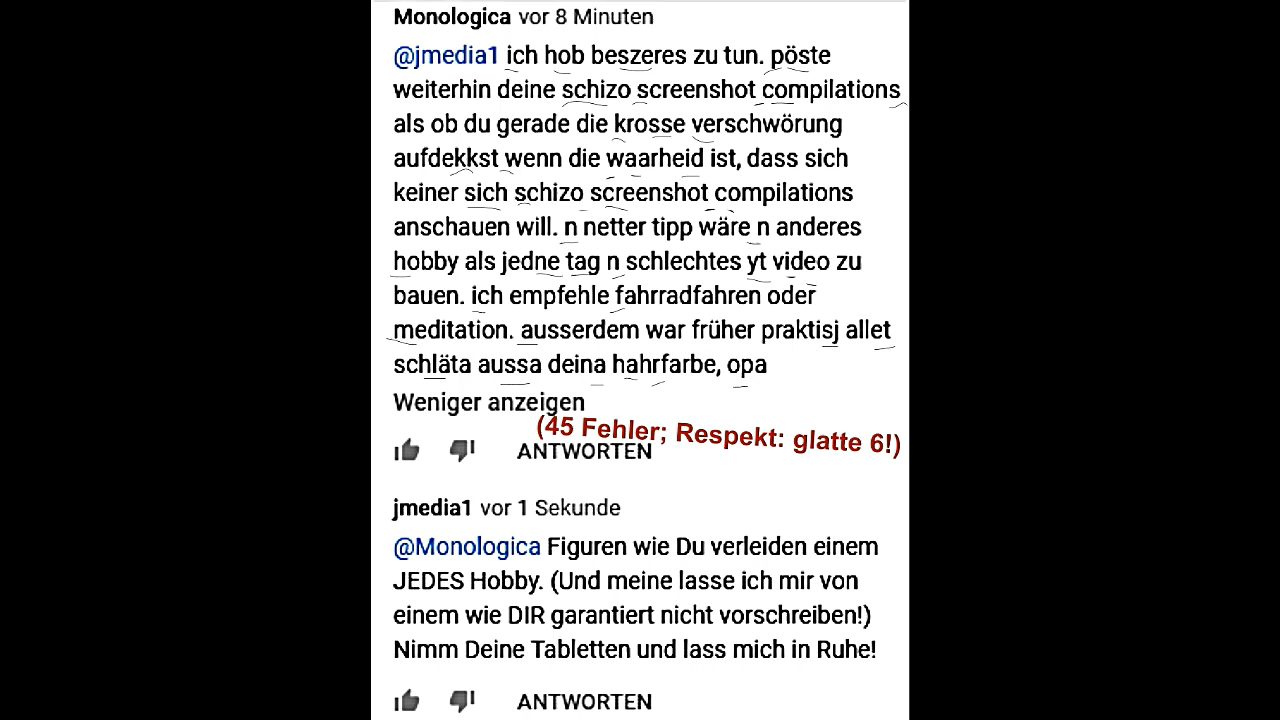 Monologica vor 8 Minuten
@jmedia1 ich hob beszeres zu tun. pöste
weiterhin deine schizo screenshot compilations
als ob du gerade die krosse verschwörung
aufdekkst wenn die waarheid ist, dass sich
keiner sich schizo screenshot compilations
anschauen will. n netter tipp wäre n anderes
hobby als jedne tag n schlechtes yt video zu
bauen. ich empfehle fahrradfahren oder
meditation. ausserdem war früher praktisj allet
schläta aussa deina hahrfarbe, opa
Weniger anzeigen
(45 Fehler; Respekt: glatte 6!)
ANTWORTEN
jmedia1 vor 1 Sekunde
@Monologica Figuren wie Du verleiden einem
JEDES Hobby. (Und meine lasse ich mir von
einem wie DIR garantiert nicht vorschreiben!)
Nimm Deine Tabletten und lass mich in Ruhe!
ANTWORTEN